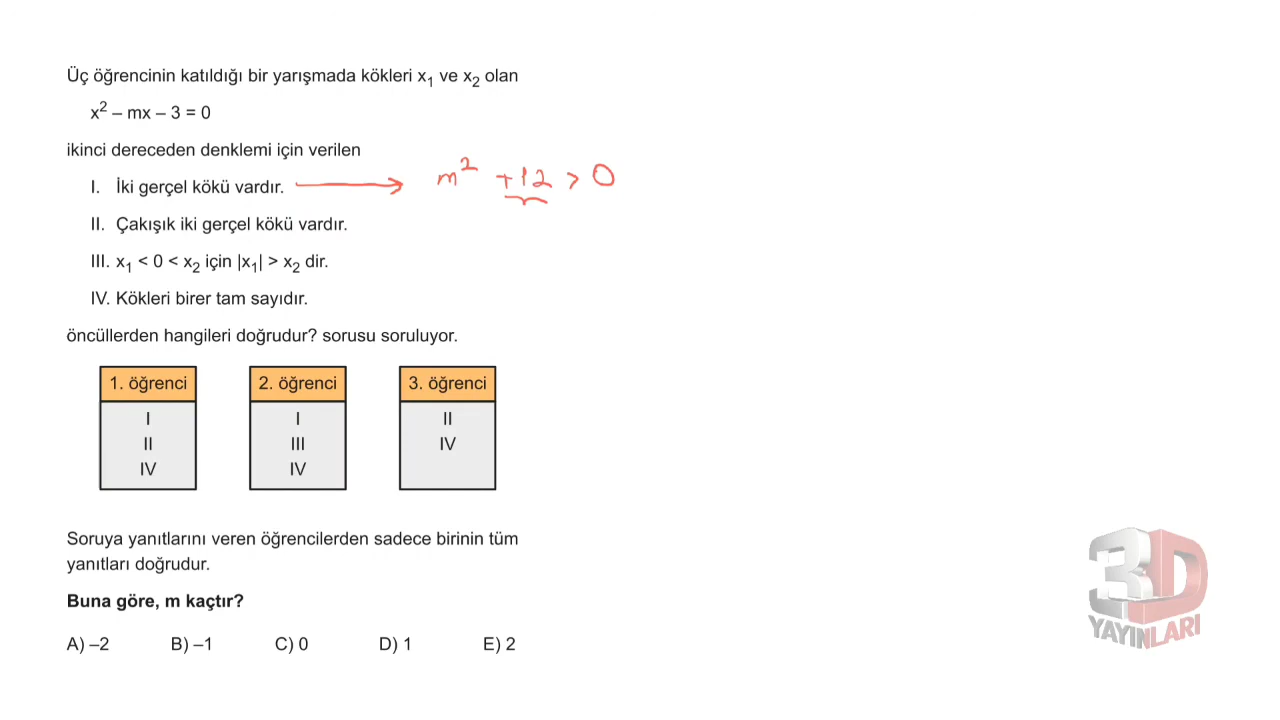 Üç öğrencinin katıldığı bir yarışmada kökleri x₁ ve x₂ olan
x² – mx – 3 = 0
ikinci dereceden denklemi için verilen
I. İki gerçel kökü vardır. m² +12 > 0
II. Çakışık iki gerçel kökü vardır.
III. x₁ < 0 < x₂ için |x₁| > x₂ dir.
IV. Kökleri birer tam sayıdır.
öncüllerden hangileri doğrudur? sorusu soruluyor.
1. öğrenci 2. öğrenci 3. öğrenci
I I II
II III IV
IV IV
Soruya yanıtlarını veren öğrencilerden sadece birinin tüm
yanıtları doğrudur.
Buna göre, m kaçtır?
A) –2 B) –1 C) 0 D) 1 E) 2
3D
YAYINLARI